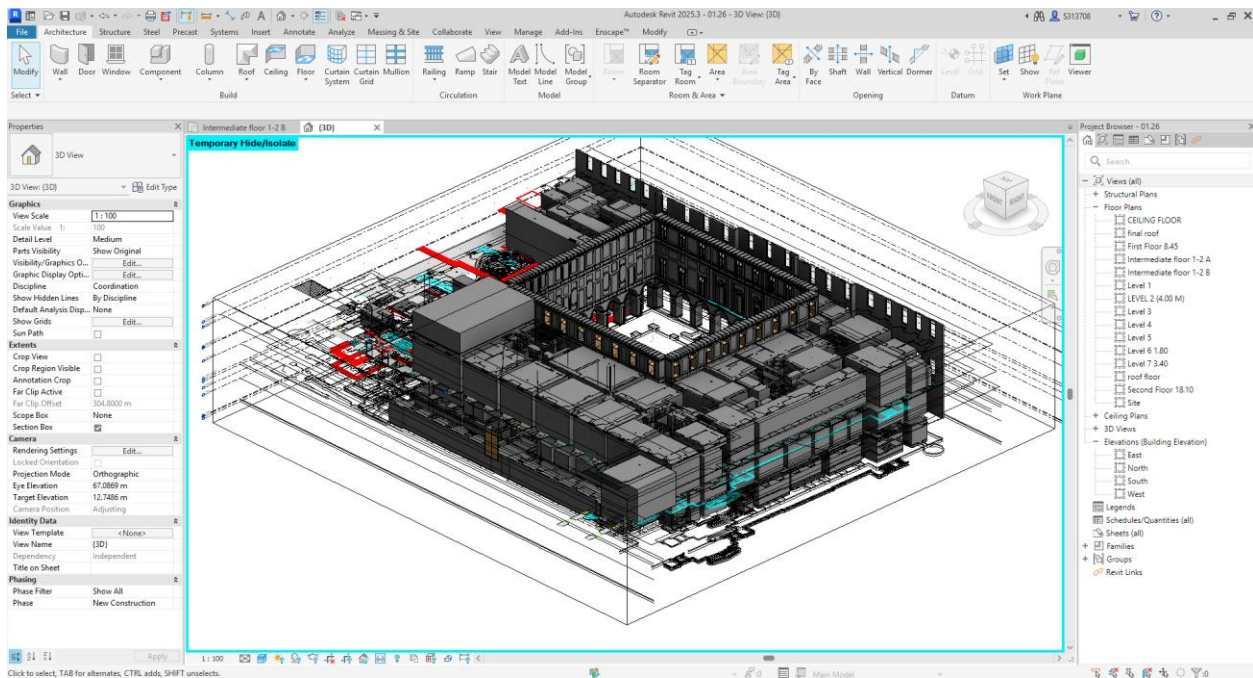 Autodesk Revit 2025.3 - 01.26 - 3D View: {3D}
5313708
File Architecture Structure Steel Precast Systems Insert Annotate Analyze Massing & Site Collaborate View Manage Add-Ins Enscape™ Modify
Modify Wall Door Window Component Column Roof Ceiling Floor Curtain System Curtain Grid Mullion Railing Ramp Stair Model Text Model Line Model Group Room Room Separator Tag Room Area Area Boundary Tag Area By Face Shaft Wall Vertical Dormer Level Grid Set Show Ref Plane Viewer
Select Build Circulation Model Room & Area Opening Datum Work Plane
Properties
3D View
3D View: {3D} Edit Type
Graphics
View Scale 1 : 100
Scale Value 1: 100
Detail Level Medium
Parts Visibility Show Original
Visibility/Graphics O... Edit...
Graphic Display Opti... Edit...
Discipline Coordination
Show Hidden Lines By Discipline
Default Analysis Disp... None
Show Grids Edit...
Sun Path
Extents
Crop View
Crop Region Visible
Annotation Crop
Far Clip Active
Far Clip Offset 304.8000 m
Scope Box None
Section Box
Camera
Rendering Settings Edit...
Locked Orientation
Projection Mode Orthographic
Eye Elevation 67.0869 m
Target Elevation 12.7486 m
Camera Position Adjusting
Identity Data
View Template <None>
View Name {3D}
Dependency Independent
Title on Sheet
Phasing
Phase Filter Show All
Phase New Construction
Apply
Intermediate floor 1-2 B {3D}
Temporary Hide/Isolate
FRONT RIGHT
1 : 100
Project Browser - 01.26
Search
Views (all)
Structural Plans
Floor Plans
CEILING FLOOR
final roof
First Floor 8.45
Intermediate floor 1-2 A
Intermediate floor 1-2 B
Level 1
LEVEL 2 (4.00 M)
Level 3
Level 4
Level 5
Level 6 1.80
Level 7 3.40
roof floor
Second Floor 18.10
Site
Ceiling Plans
3D Views
Elevations (Building Elevation)
East
North
South
West
Legends
Schedules/Quantities (all)
Sheets (all)
Families
Groups
Revit Links
Click to select, TAB for alternates, CTRL adds, SHIFT unselects.
:0 Main Model :0